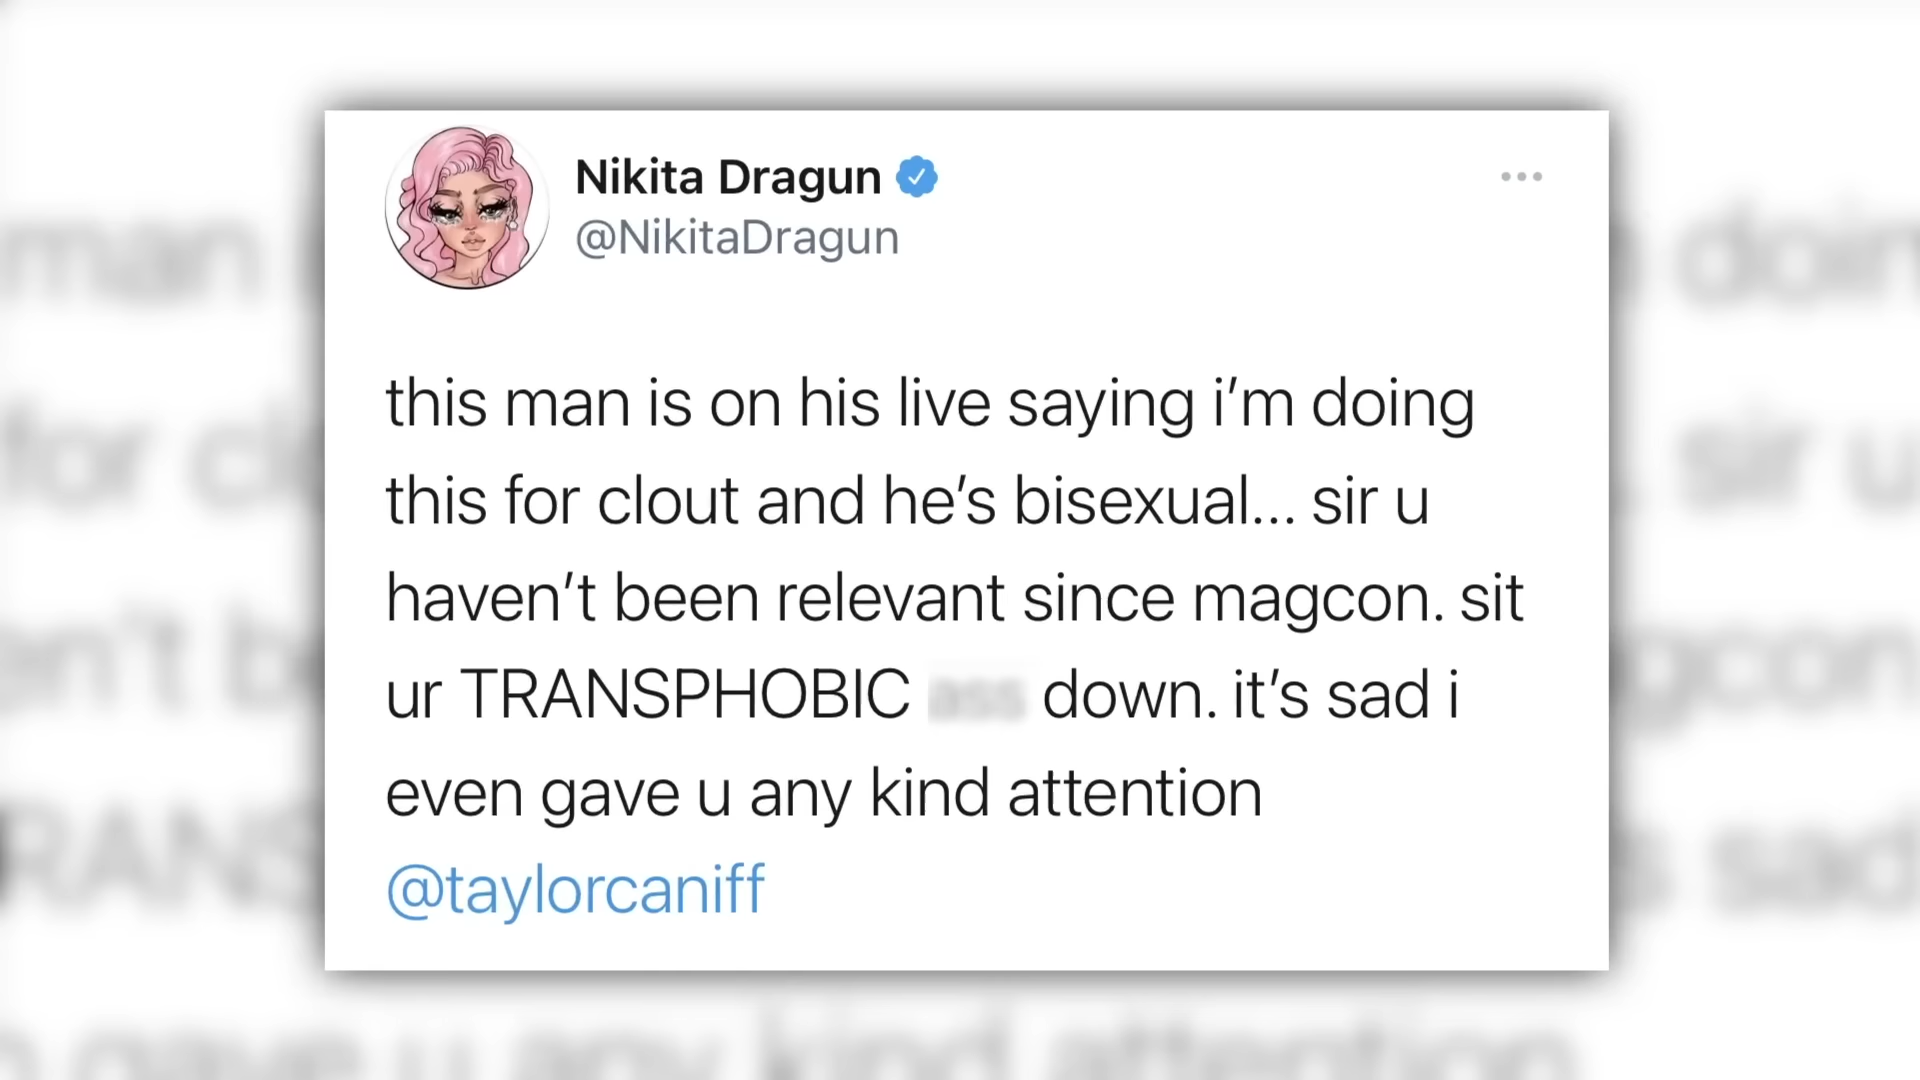 Nikita Dragun
@NikitaDragun
this man is on his live saying i’m doing
this for clout and he’s bisexual... sir u
haven’t been relevant since magcon. sit
ur TRANSPHOBIC ass down. it’s sad i
even gave u any kind attention
@taylorcaniff